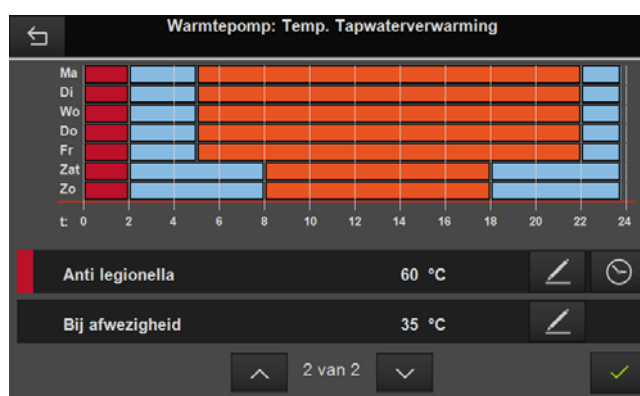 Warmtepomp: Temp. Tapwaterverwarming
Ma
Di
Wo
Do
Fr
Zat
Zo
t: 0 2 4 6 8 10 12 14 16 18 20 22 24
Anti legionella 60 °C
Bij afwezigheid 35 °C
2 van 2